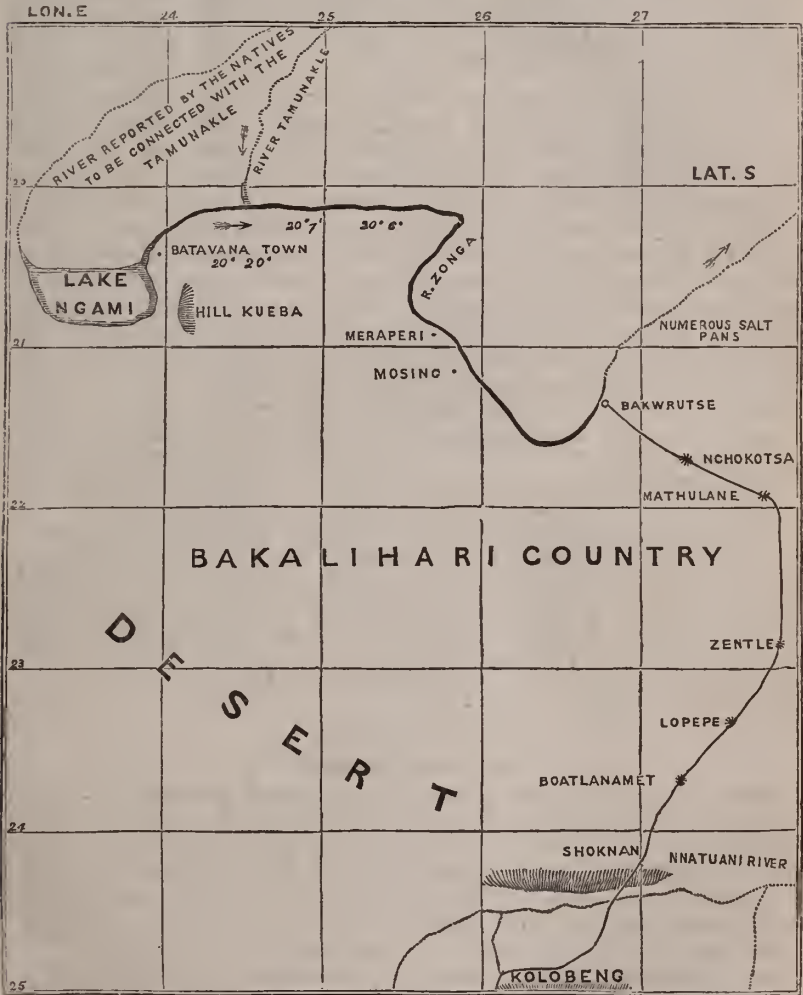 LON. E
24
25
26
27
RIVER REPORTED BY THE NATIVES
TO BE CONNECTED WITH THE
TAMUNAKLE
RIVER TAMUNAKLE
20
LAT. S
20° 7'
20° 6'
BATAVANA TOWN
20° 20°
LAKE
NGAMI
HILL KUEBA
R. ZONGA
MERAPERI
21
NUMEROUS SALT
PANS
MOSING
BAKWRUTSE
NCHOKOTSA
MATHULANE
22
BAKALIHARI COUNTRY
DESERT
ZENTLE
23
LOPEPE
BOATLANAMET
24
SHOKNAN
NNATUANI RIVER
KOLOBENG
25